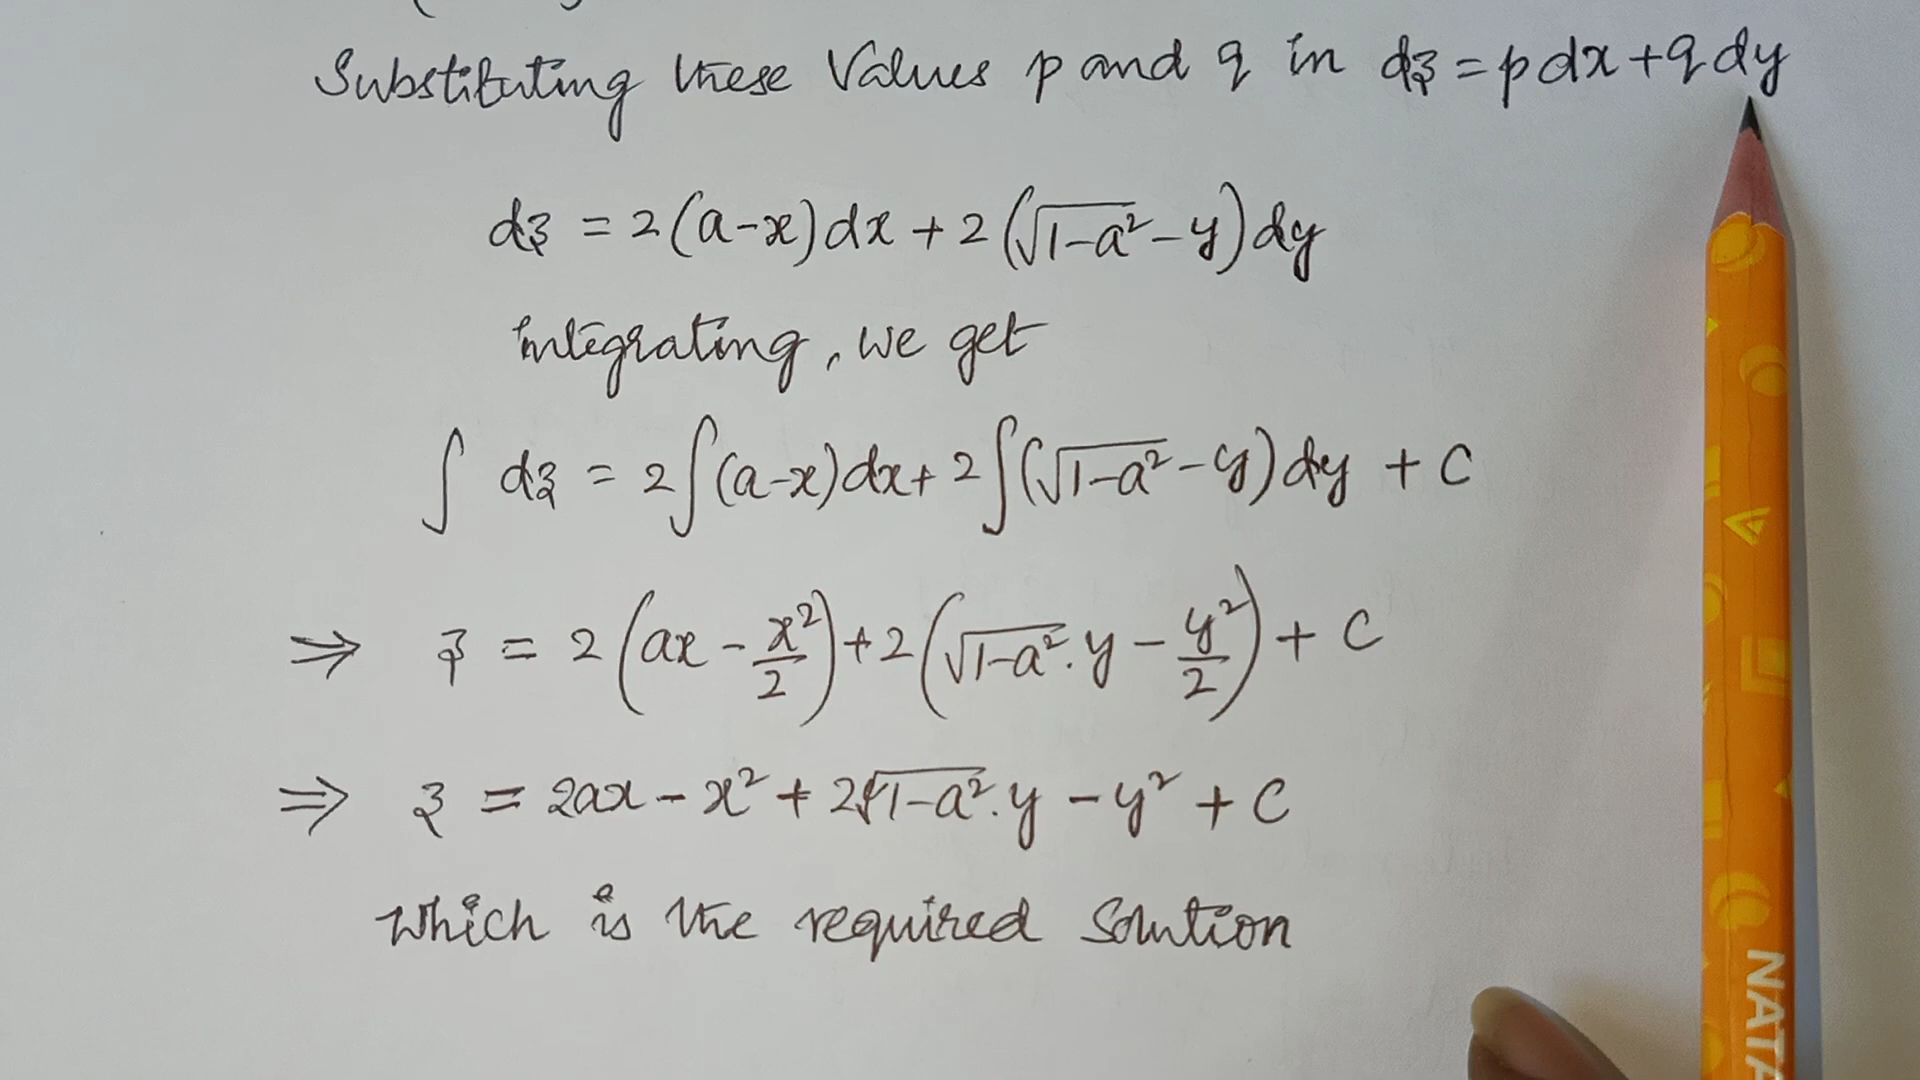 Substituting these Values p and q in dz = p dx + q dy
dz = 2(a-x)dx + 2(√1-a² - y)dy
integrating, we get
∫ dz = 2∫(a-x)dx + 2∫(√1-a² - y)dy + C
⇒ z = 2(ax - x²/2) + 2(√1-a².y - y²/2) + C
⇒ z = 2ax - x² + 2√1-a².y - y² + C
Which is the required Solution
NATA